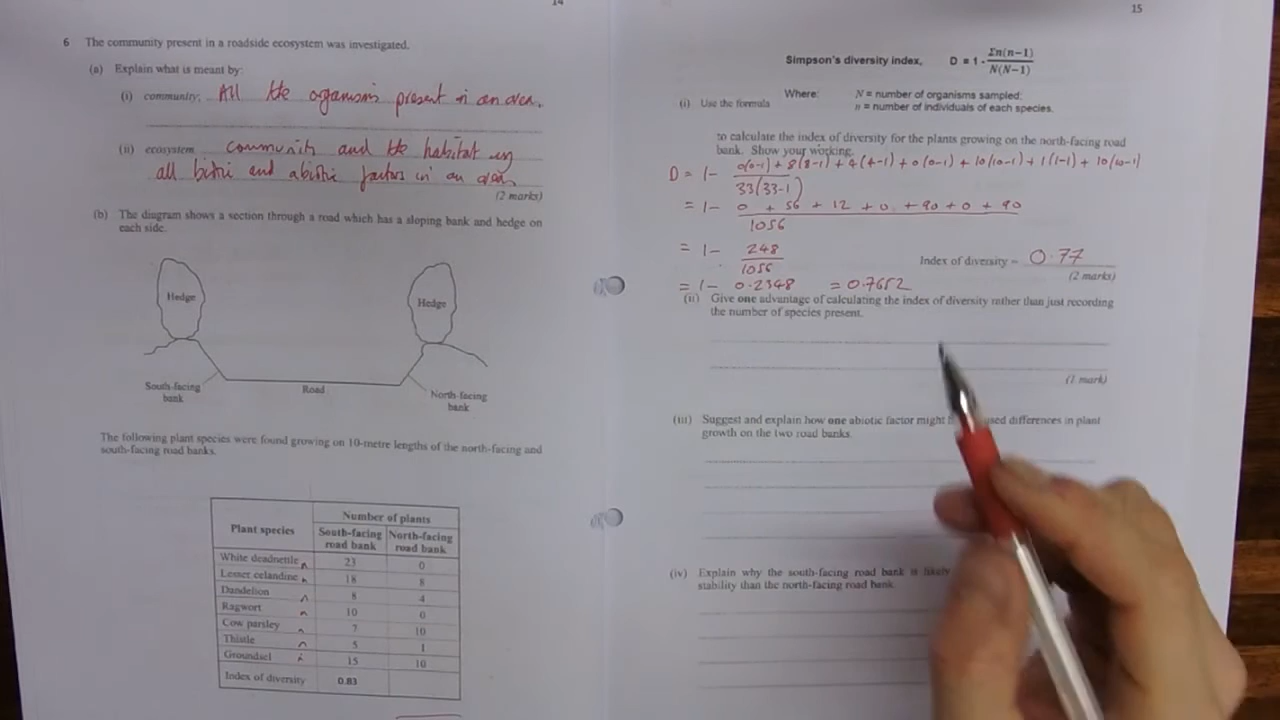 14
6 The community present in a roadside ecosystem was investigated.
(a) Explain what is meant by:
(i) community, All the organisms present in an area.
(ii) ecosystem community and the habitat eg
all biotic and abiotic factors in an area.
(2 marks)
(b) The diagram shows a section through a road which has a sloping bank and hedge on
each side.
Hedge
Hedge
South-facing
bank
Road
North-facing
bank
The following plant species were found growing on 10-metre lengths of the north-facing and
south-facing road banks.
Plant species
Number of plants
South-facing
road bank
North-facing
road bank
White deadnettle n 23 0
Lesser celandine n 18 8
Dandelion n 8 4
Ragwort n 10 0
Cow parsley n 7 10
Thistle n 5 1
Groundsel 15 10
Index of diversity 0.83
15
Simpson's diversity index, D = 1 - Σn(n−1)
N(N−1)
Where: N = number of organisms sampled;
(i) Use the formula n = number of individuals of each species.
to calculate the index of diversity for the plants growing on the north-facing road
bank. Show your working.
D = 1 - 0(0-1) + 8(8-1) + 4(4-1) + 0(0-1) + 10(10-1) + 1(1-1) + 10(10-1)
33(33-1)
= 1 - 0 + 56 + 12 + 0 + 90 + 0 + 90
1056
= 1 - 248
1056
Index of diversity = 0.77
(2 marks)
= 1 - 0.2348 = 0.7652
(ii) Give one advantage of calculating the index of diversity rather than just recording
the number of species present.
(1 mark)
(iii) Suggest and explain how one abiotic factor might differences in plant
growth on the two road banks.
(iv) Explain why the south-facing road bank is likely
stability than the north-facing road bank.